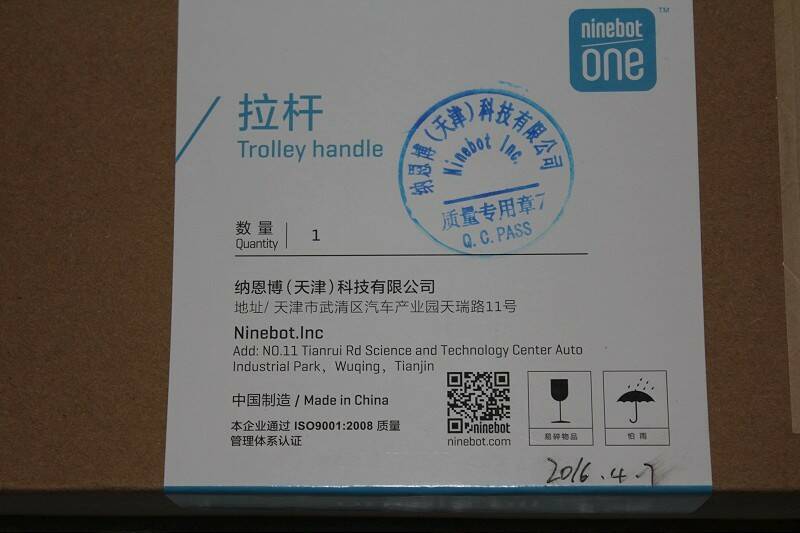 ninebot
one
TM
拉杆
Trolley handle
纳恩博(天津)科技有限公司
Ninebot Inc.
质量专用章7
Q.C.PASS
数量
Quantity
1
纳恩博(天津)科技有限公司
地址/ 天津市武清区汽车产业园天瑞路11号
Ninebot.Inc
Add: NO.11 Tianrui Rd Science and Technology Center Auto
Industrial Park, Wuqing, Tianjin
中国制造 / Made in China
本企业通过 ISO9001:2008 质量
管理体系认证
ninebot
ninebot.com
易碎物品
怕雨
2016.4.7